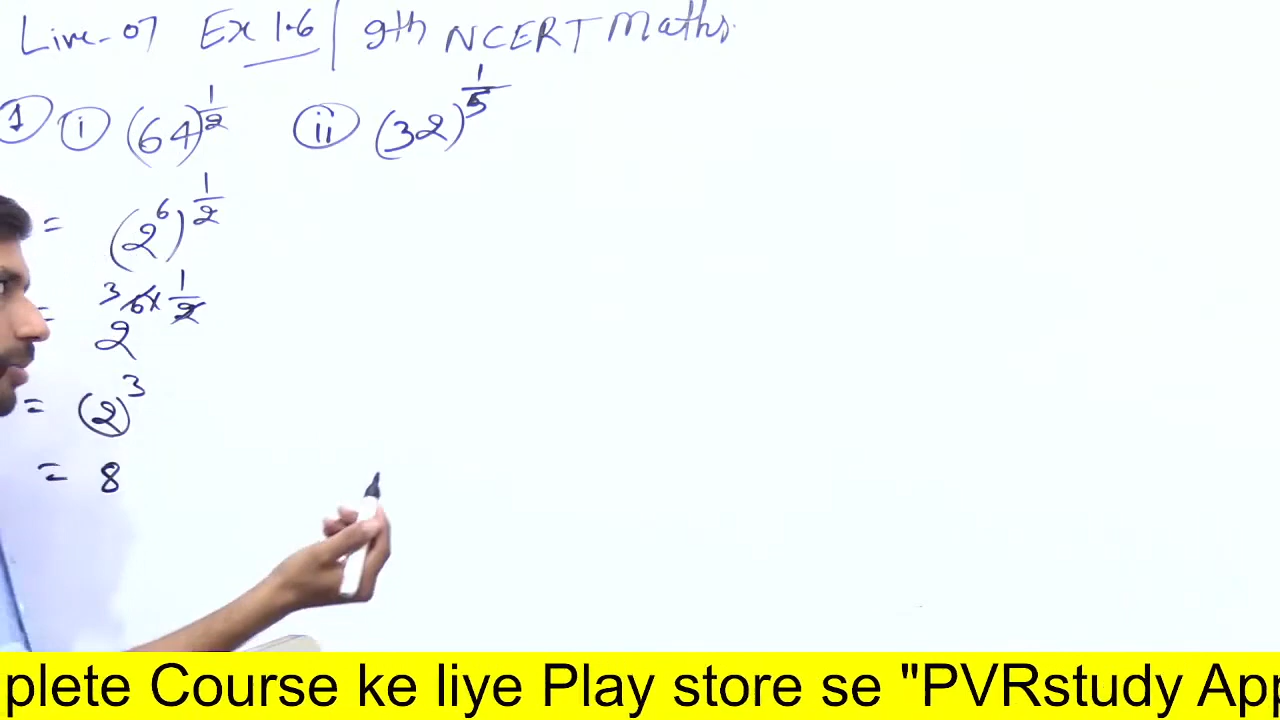 Live-07 Ex 1.6 | 9th NCERT Maths.
1 i (64)^1/2 ii (32)^1/5
= (2^6)^1/2
= 2^6×1/2 3
= (2)^3
= 8
plete Course ke liye Play store se "PVRstudy App